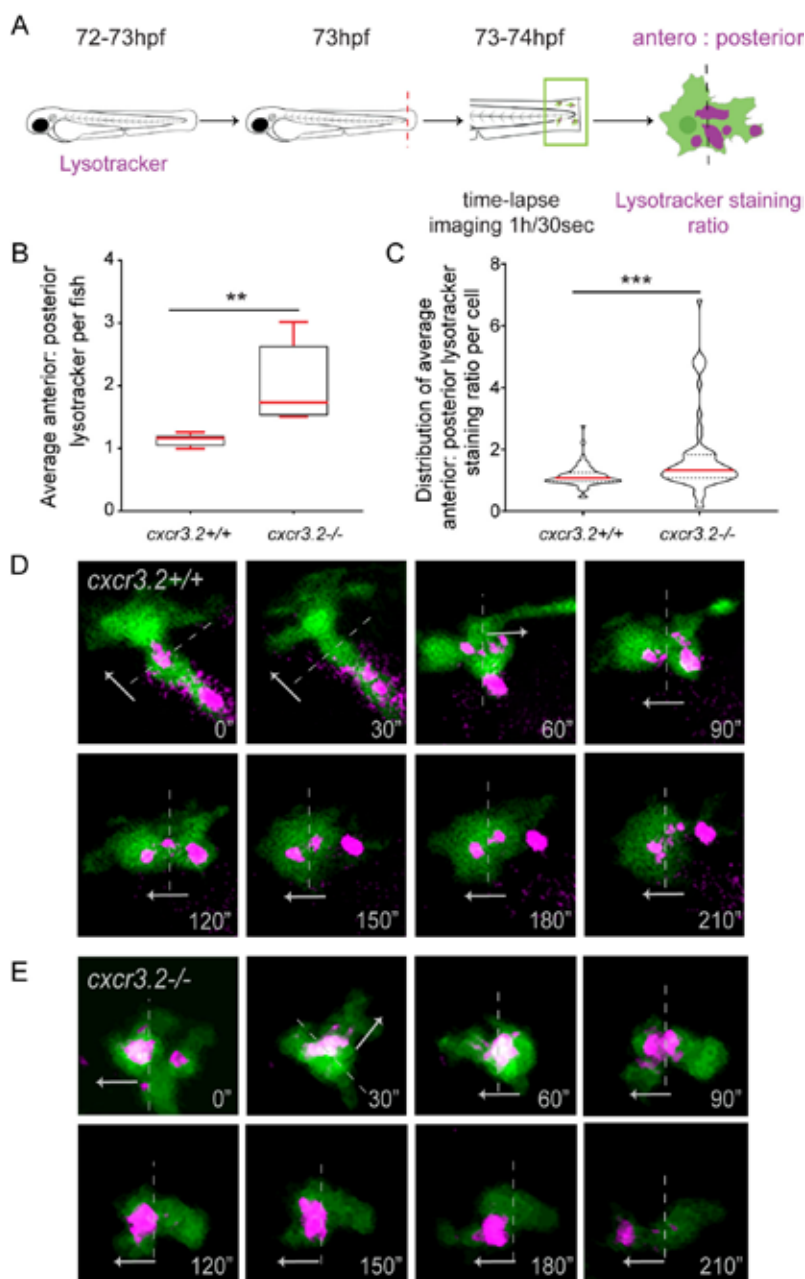 A
72-73hpf
73hpf
73-74hpf
antero : posterior
Lysotracker
time-lapse
imaging 1h/30sec
Lysotracker staining
ratio
B
Average anterior: posterior
lysotracker per fish
4
3
2
1
0
**
cxcr3.2+/+
cxcr3.2-/-
C
Distribution of average
anterior: posterior lysotracker
staining ratio per cell
8
6
4
2
0
***
cxcr3.2+/+
cxcr3.2-/-
D
cxcr3.2+/+
0”
30”
60”
90”
120”
150”
180”
210”
E
cxcr3.2-/-
0”
30”
60”
90”
120”
150”
180”
210”